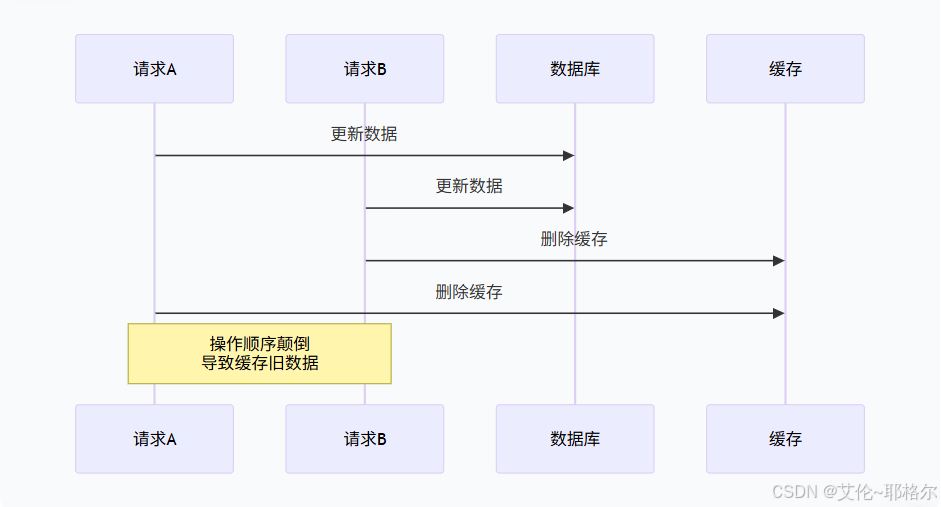 请求A
请求B
数据库
缓存
更新数据
更新数据
删除缓存
删除缓存
操作顺序颠倒
导致缓存旧数据
请求A
请求B
数据库
缓存
CSDN @艾伦~耶格尔